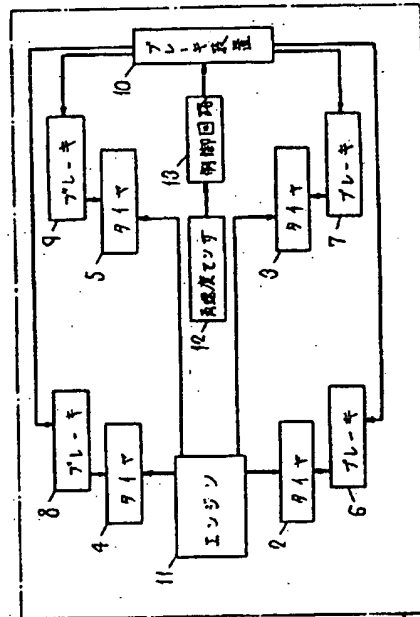 ブレーキ
8
タイヤ
4
エンジン
11
タイヤ
2
ブレーキ
6
ブレーキ
9
タイヤ
5
角速度センサ
12
制御回路
13
タイヤ
3
ブレーキ
7
ブレーキ装置
10